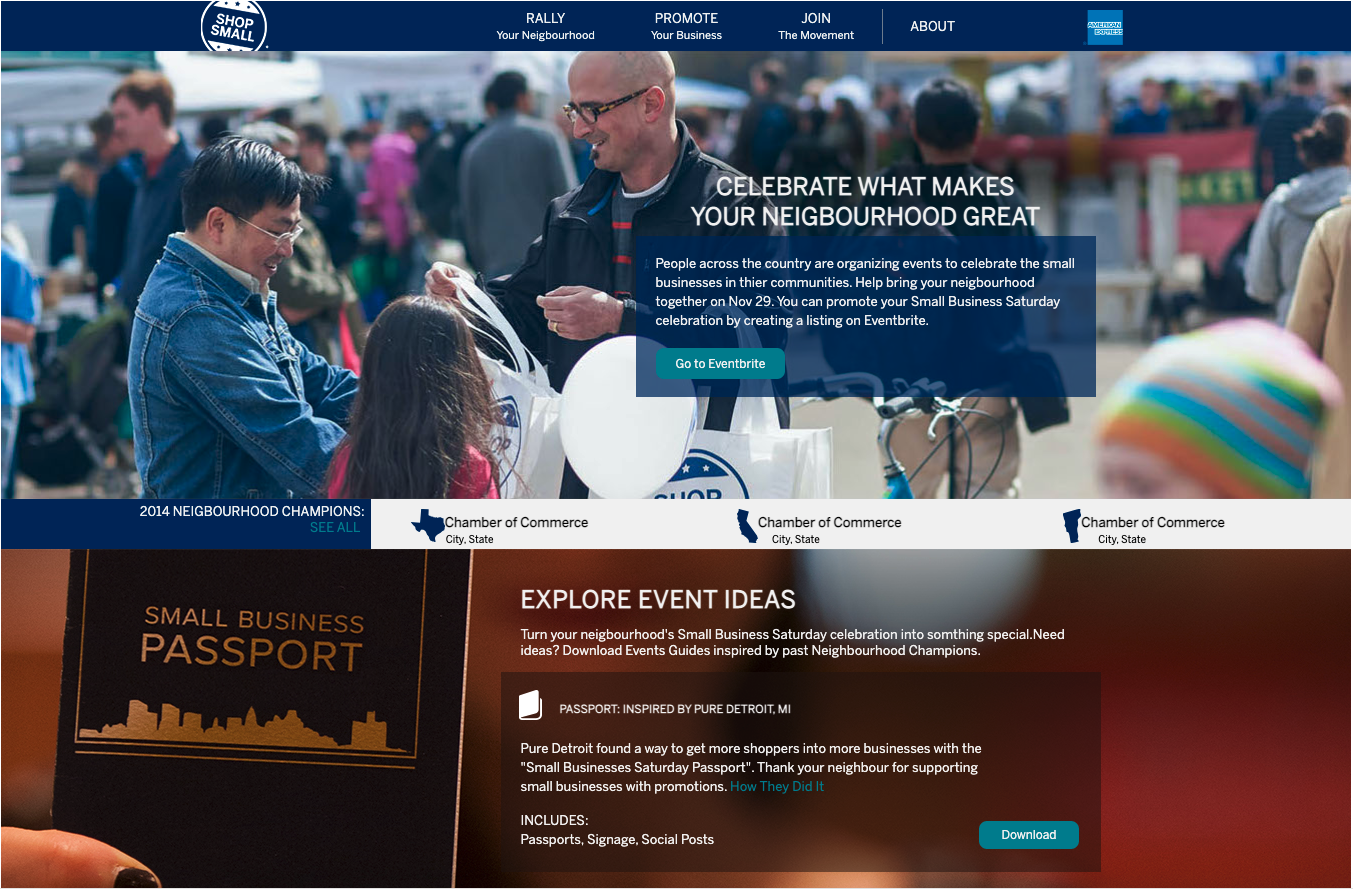 SHOP
SMALL
RALLY
Your Neigbourhood
PROMOTE
Your Business
JOIN
The Movement
ABOUT
AMERICAN
EXPRESS
CELEBRATE WHAT MAKES
YOUR NEIGBOURHOOD GREAT
People across the country are organizing events to celebrate the small
businesses in thier communities. Help bring your neigbourhood
together on Nov 29. You can promote your Small Business Saturday
celebration by creating a listing on Eventbrite.
Go to Eventbrite
SHOP
2014 NEIGBOURHOOD CHAMPIONS:
SEE ALL
Chamber of Commerce
City, State
Chamber of Commerce
City, State
Chamber of Commerce
City, State
SMALL BUSINESS
PASSPORT
EXPLORE EVENT IDEAS
Turn your neigbourhood's Small Business Saturday celebration into somthing special.Need
ideas? Download Events Guides inspired by past Neighbourhood Champions.
PASSPORT: INSPIRED BY PURE DETROIT, MI
Pure Detroit found a way to get more shoppers into more businesses with the
"Small Businesses Saturday Passport". Thank your neighbour for supporting
small businesses with promotions. How They Did It
INCLUDES:
Passports, Signage, Social Posts
Download